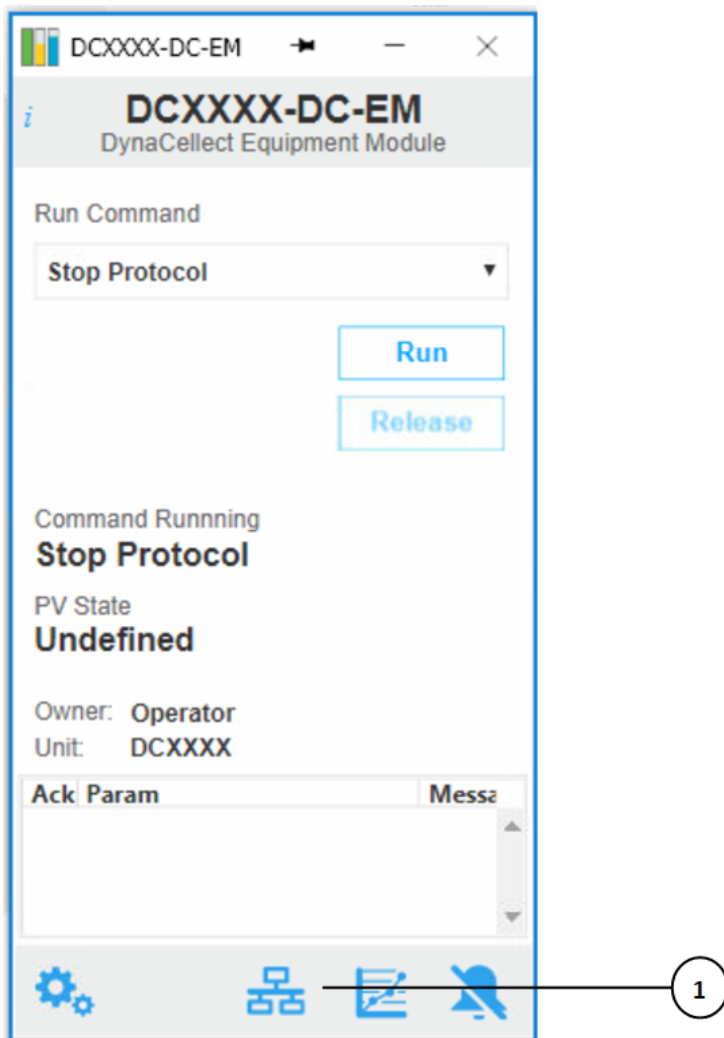 DCXXXX-DC-EM
i DCXXXX-DC-EM
DynaCellect Equipment Module
Run Command
Stop Protocol
Run
Release
Command Runnning
Stop Protocol
PV State
Undefined
Owner: Operator
Unit: DCXXXX
Ack Param Messa
1